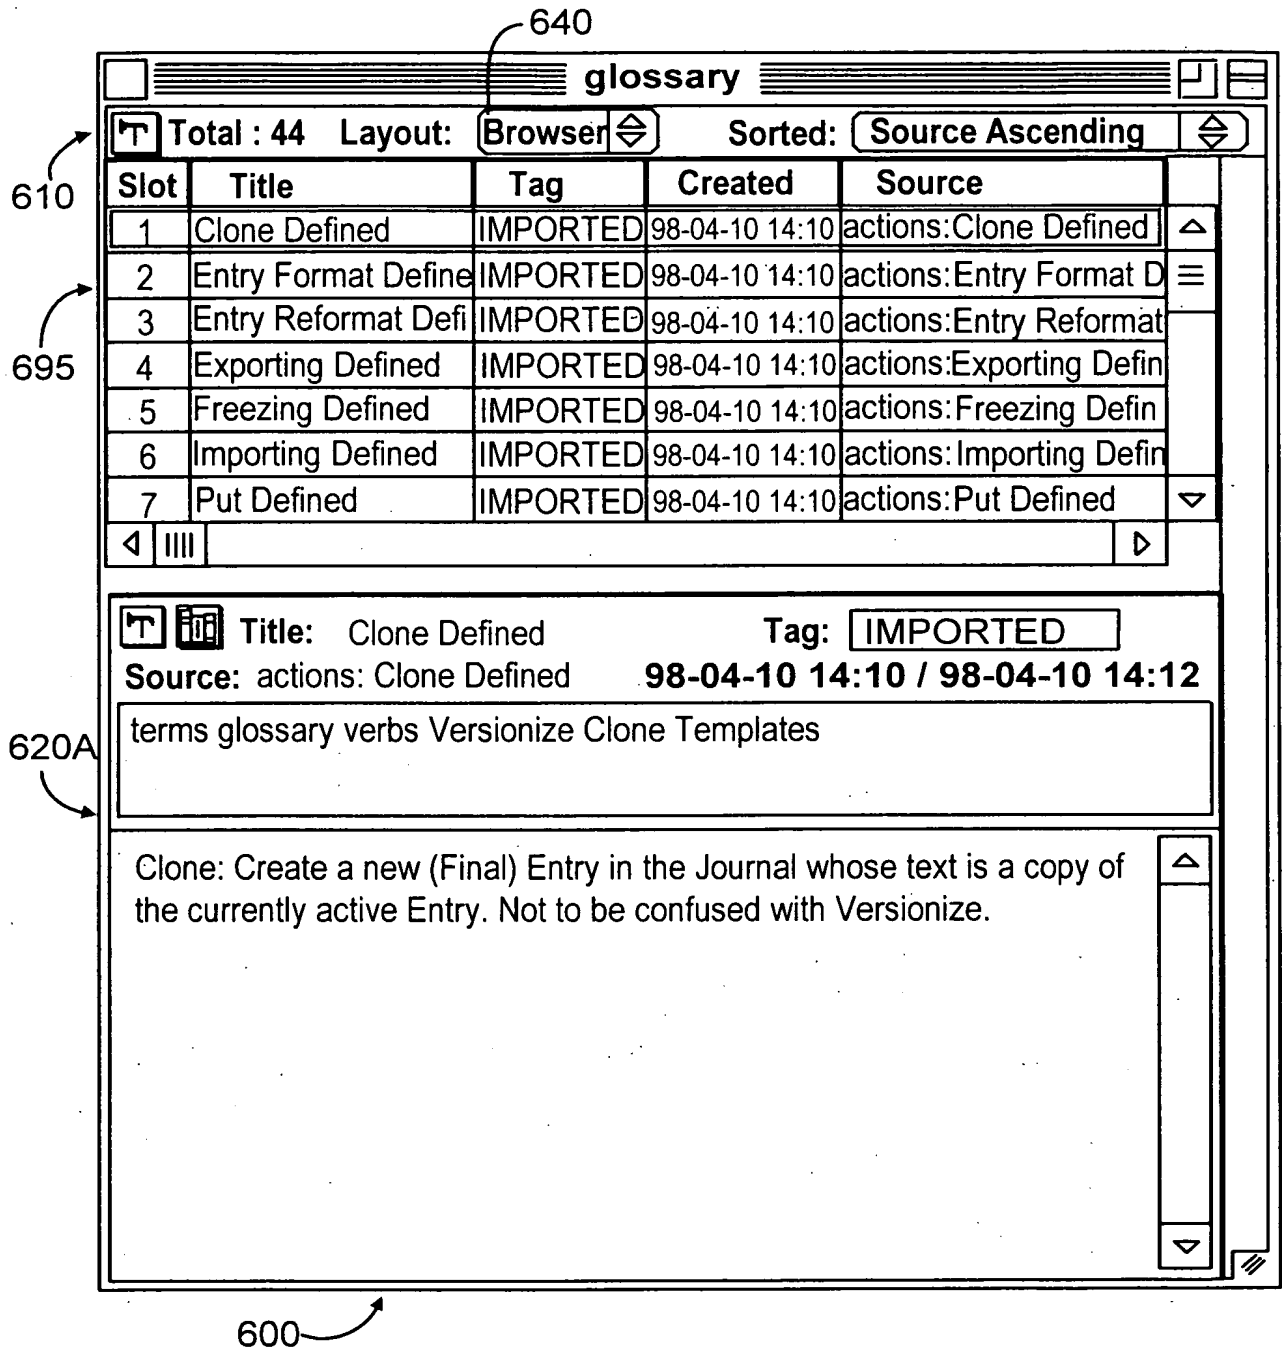 640
glossary
Total : 44 Layout: Browser Sorted: Source Ascending
610
Slot Title Tag Created Source
1 Clone Defined IMPORTED 98-04-10 14:10 actions:Clone Defined
2 Entry Format Define IMPORTED 98-04-10 14:10 actions:Entry Format D
695
3 Entry Reformat Defi IMPORTED 98-04-10 14:10 actions:Entry Reformat
4 Exporting Defined IMPORTED 98-04-10 14:10 actions:Exporting Defin
5 Freezing Defined IMPORTED 98-04-10 14:10 actions:Freezing Defin
6 Importing Defined IMPORTED 98-04-10 14:10 actions:Importing Defin
7 Put Defined IMPORTED 98-04-10 14:10 actions:Put Defined
Title: Clone Defined Tag: IMPORTED
Source: actions: Clone Defined 98-04-10 14:10 / 98-04-10 14:12
620A
terms glossary verbs Versionize Clone Templates
Clone: Create a new (Final) Entry in the Journal whose text is a copy of
the currently active Entry. Not to be confused with Versionize.
600